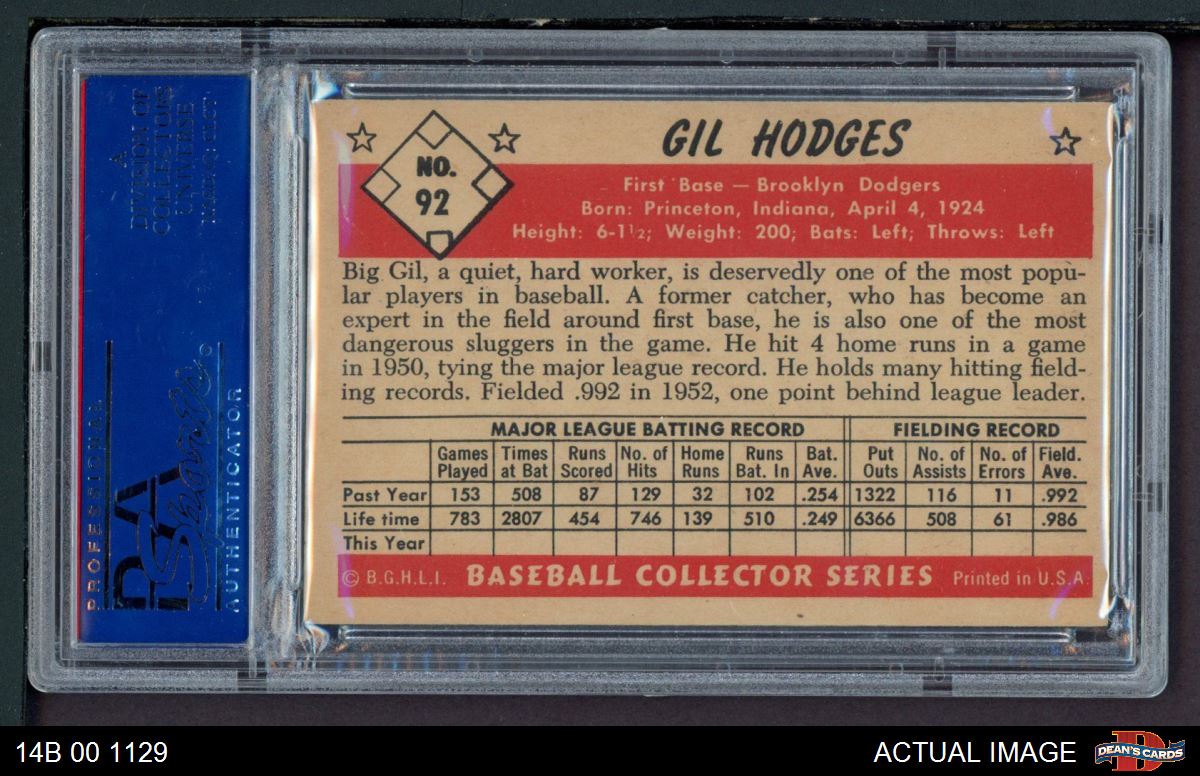 A
DIVISION OF
COLLECTORS
UNIVERSE
NASDAQ:CLCT
PROFESSIONAL
PSA
AUTHENTICATOR
GIL HODGES
NO.
92
First Base — Brooklyn Dodgers
Born: Princeton, Indiana, April 4, 1924
Height: 6-1½; Weight: 200; Bats: Left; Throws: Left
Big Gil, a quiet, hard worker, is deservedly one of the most popu-
lar players in baseball. A former catcher, who has become an
expert in the field around first base, he is also one of the most
dangerous sluggers in the game. He hit 4 home runs in a game
in 1950, tying the major league record. He holds many hitting field-
ing records. Fielded .992 in 1952, one point behind league leader.
MAJOR LEAGUE BATTING RECORD FIELDING RECORD
Games Times Runs No. of Home Runs Bat. Put No. of No. of Field.
Played at Bat Scored Hits Runs Bat. In Ave. Outs Assists Errors Ave.
Past Year 153 508 87 129 32 102 .254 1322 116 11 .992
Life time 783 2807 454 746 139 510 .249 6366 508 61 .986
This Year
© B.G.H.L.I. BASEBALL COLLECTOR SERIES Printed in U.S.A.
14B 00 1129
ACTUAL IMAGE
DEAN'S CARDS